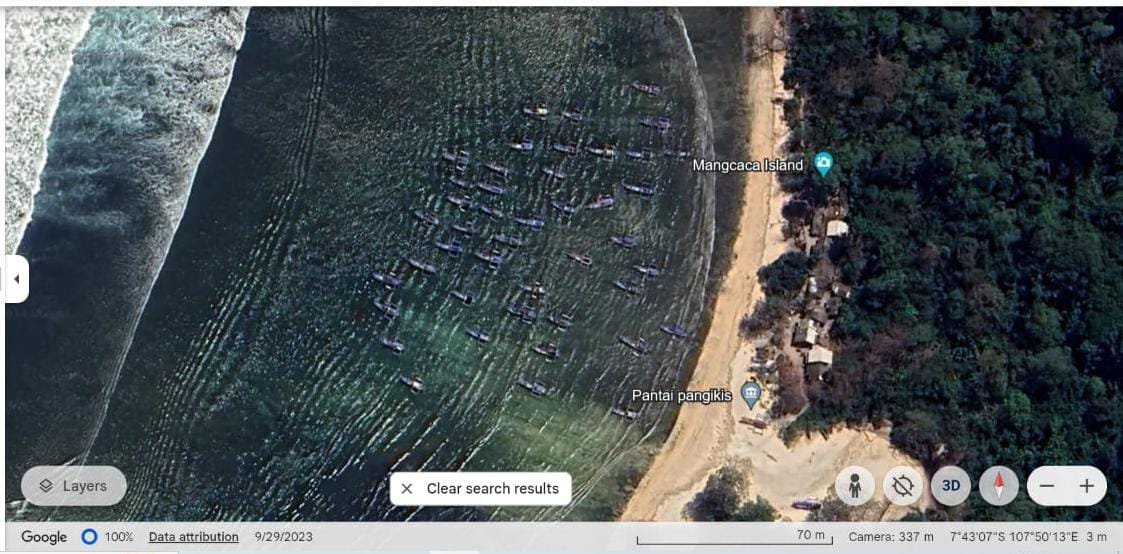 Mangcaca Island
Pantai pangikis
Layers
Clear search results
3D
Google 100% Data attribution 9/29/2023 70 m Camera: 337 m 7°43'07"S 107°50'13"E 3 m